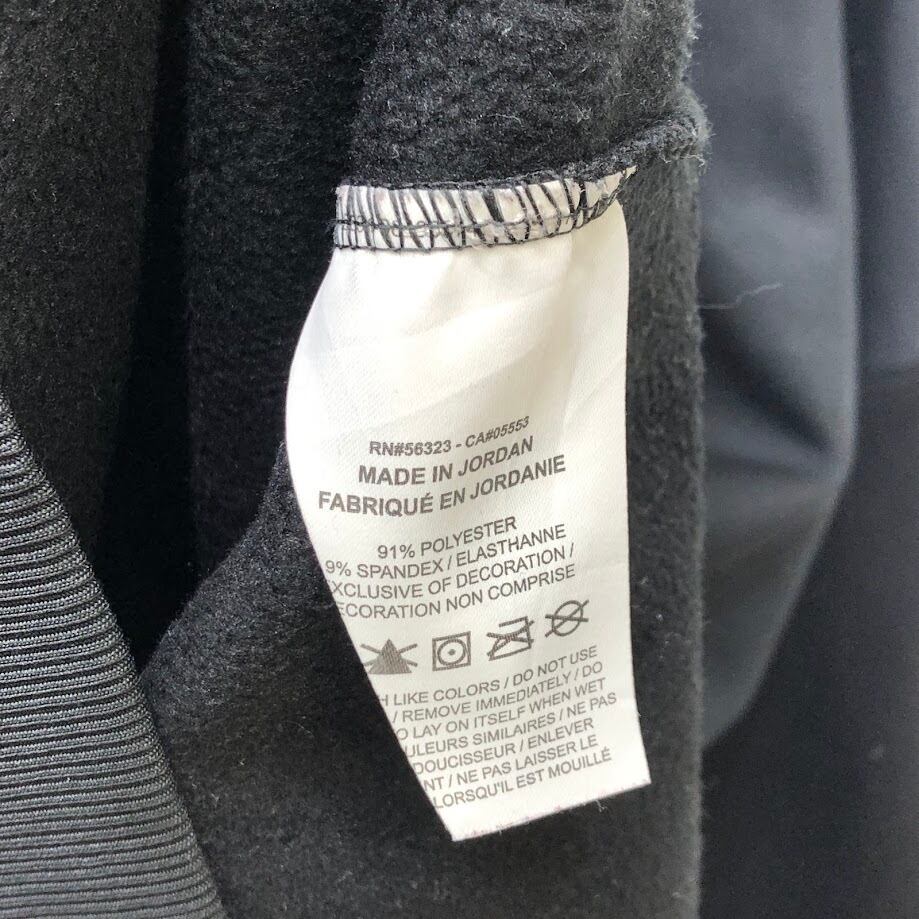 RN#56323 - CA#05553
MADE IN JORDAN
FABRIQUÉ EN JORDANIE
91% POLYESTER
9% SPANDEX / ELASTHANNE
EXCLUSIVE OF DECORATION /
DECORATION NON COMPRISE
LIKE COLORS / DO NOT USE
/ REMOVE IMMEDIATELY / DO
LAY ON ITSELF WHEN WET
SIMILAIRES / NE PAS
/ ENLEVER
/ NE PAS LAISSER LE
LORSQU'IL EST MOUILLÉ